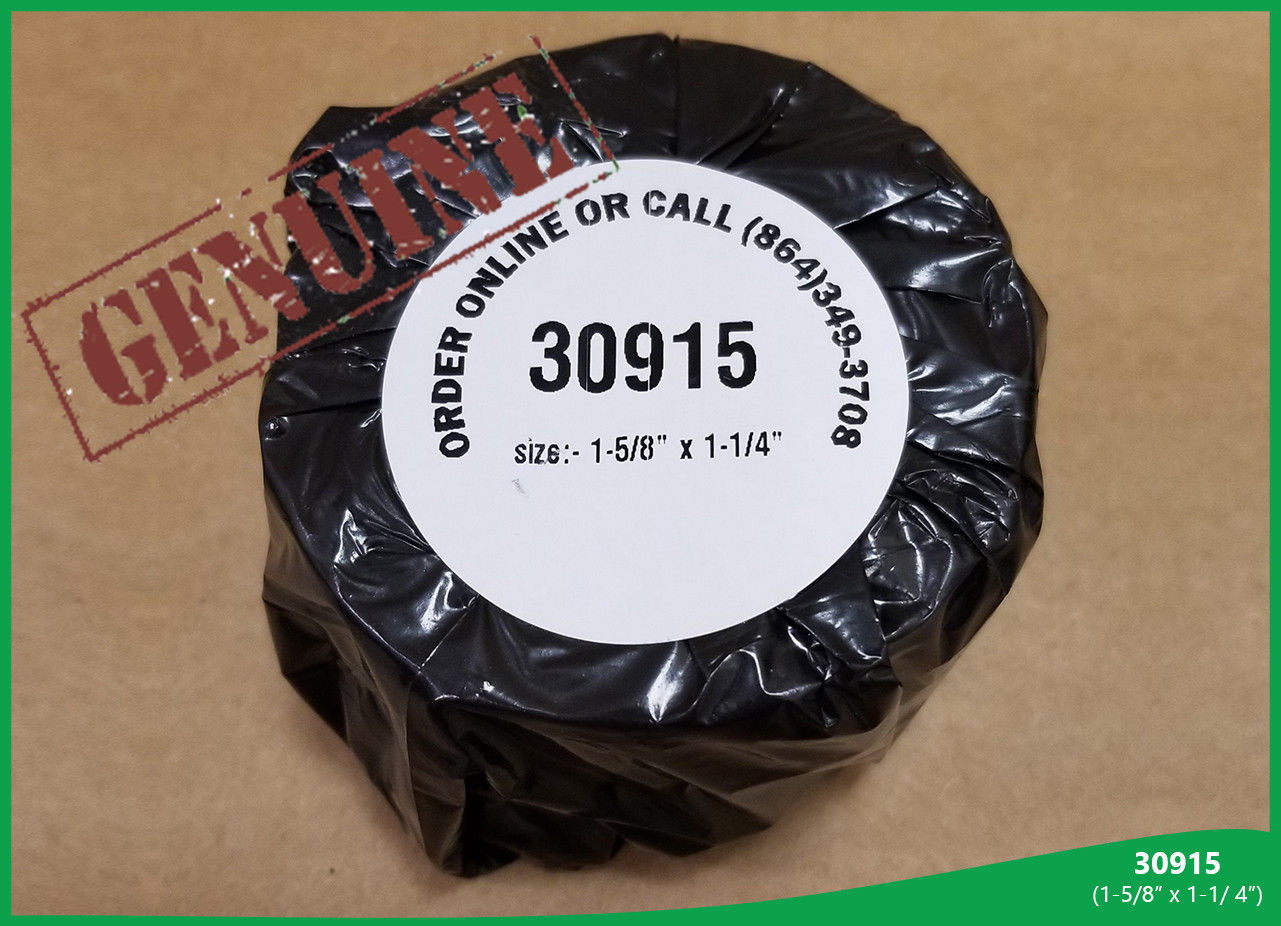 GENUINE
ORDER ONLINE OR CALL (864)349-3708
30915
size:- 1-5/8" x 1-1/4"
30915
(1-5/8” x 1-1/ 4”)